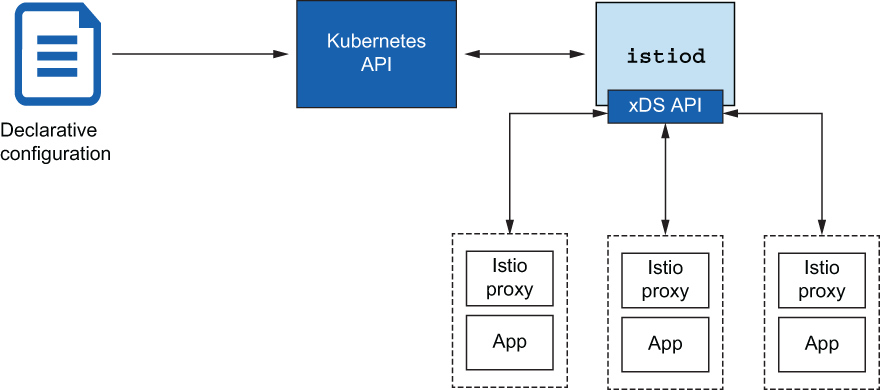 Declarative
configuration
Kubernetes
API
istiod
xDS API
Istio
proxy
App
Istio
proxy
App
Istio
proxy
App